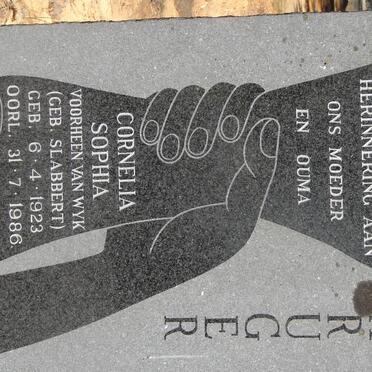 HERINNERING AAN
ONS MOEDER
EN OUMA
CORNELIA
SOPHIA
VOORHEEN VAN WYK
(GEB. SLABBERT)
GEB. 6·4·1923
OORL. 31·7·1986
RUGER